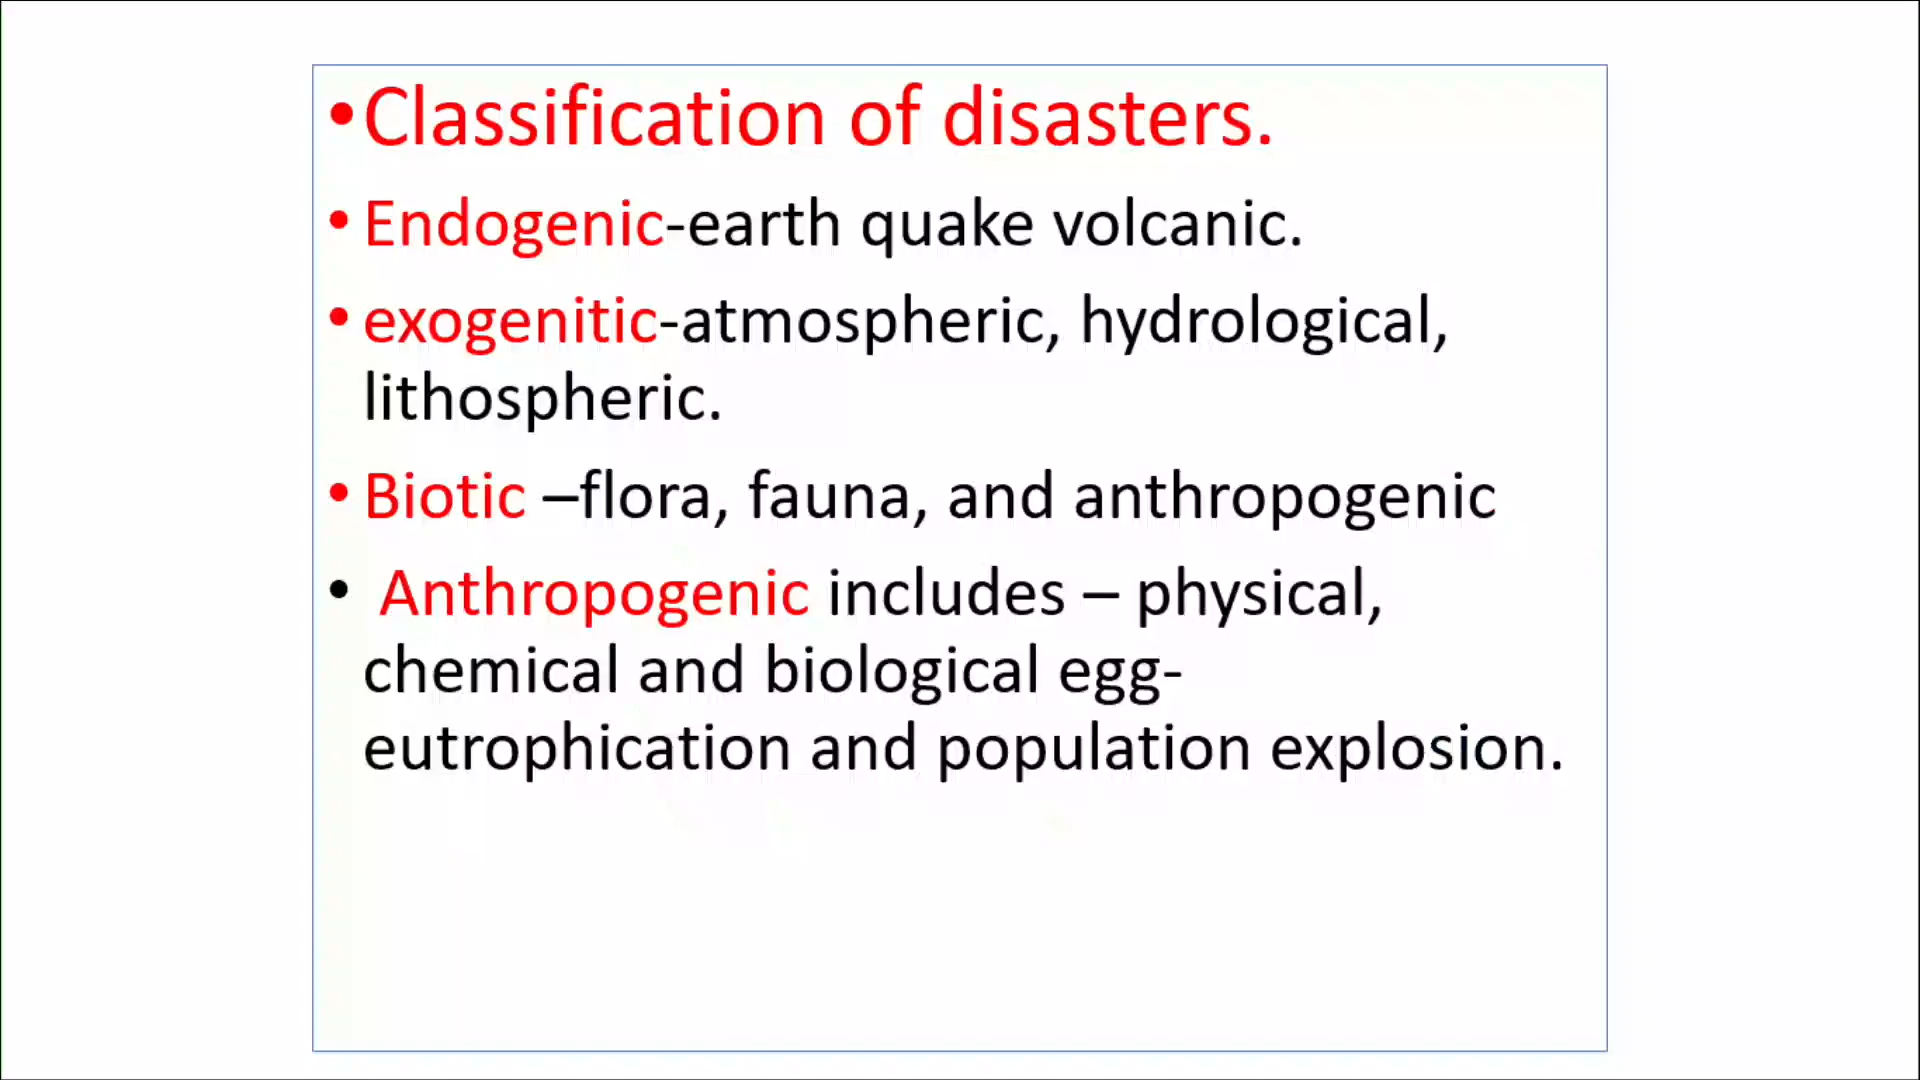 •Classification of disasters.
• Endogenic-earth quake volcanic.
• exogenitic-atmospheric, hydrological,
lithospheric.
• Biotic –flora, fauna, and anthropogenic
• Anthropogenic includes – physical,
chemical and biological egg-
eutrophication and population explosion.